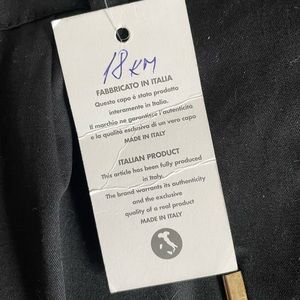 18 км
FABBRICATO IN ITALIA
Questo capo è stato prodotto
interamente in Italia.
Il marchio ne garantisce l'autenticità
e la qualità esclusiva di un vero capo
MADE IN ITALY
ITALIAN PRODUCT
This article has been fully produced
in Italy.
The brand warrants its authenticity
and the exclusive
quality of a real product
MADE IN ITALY